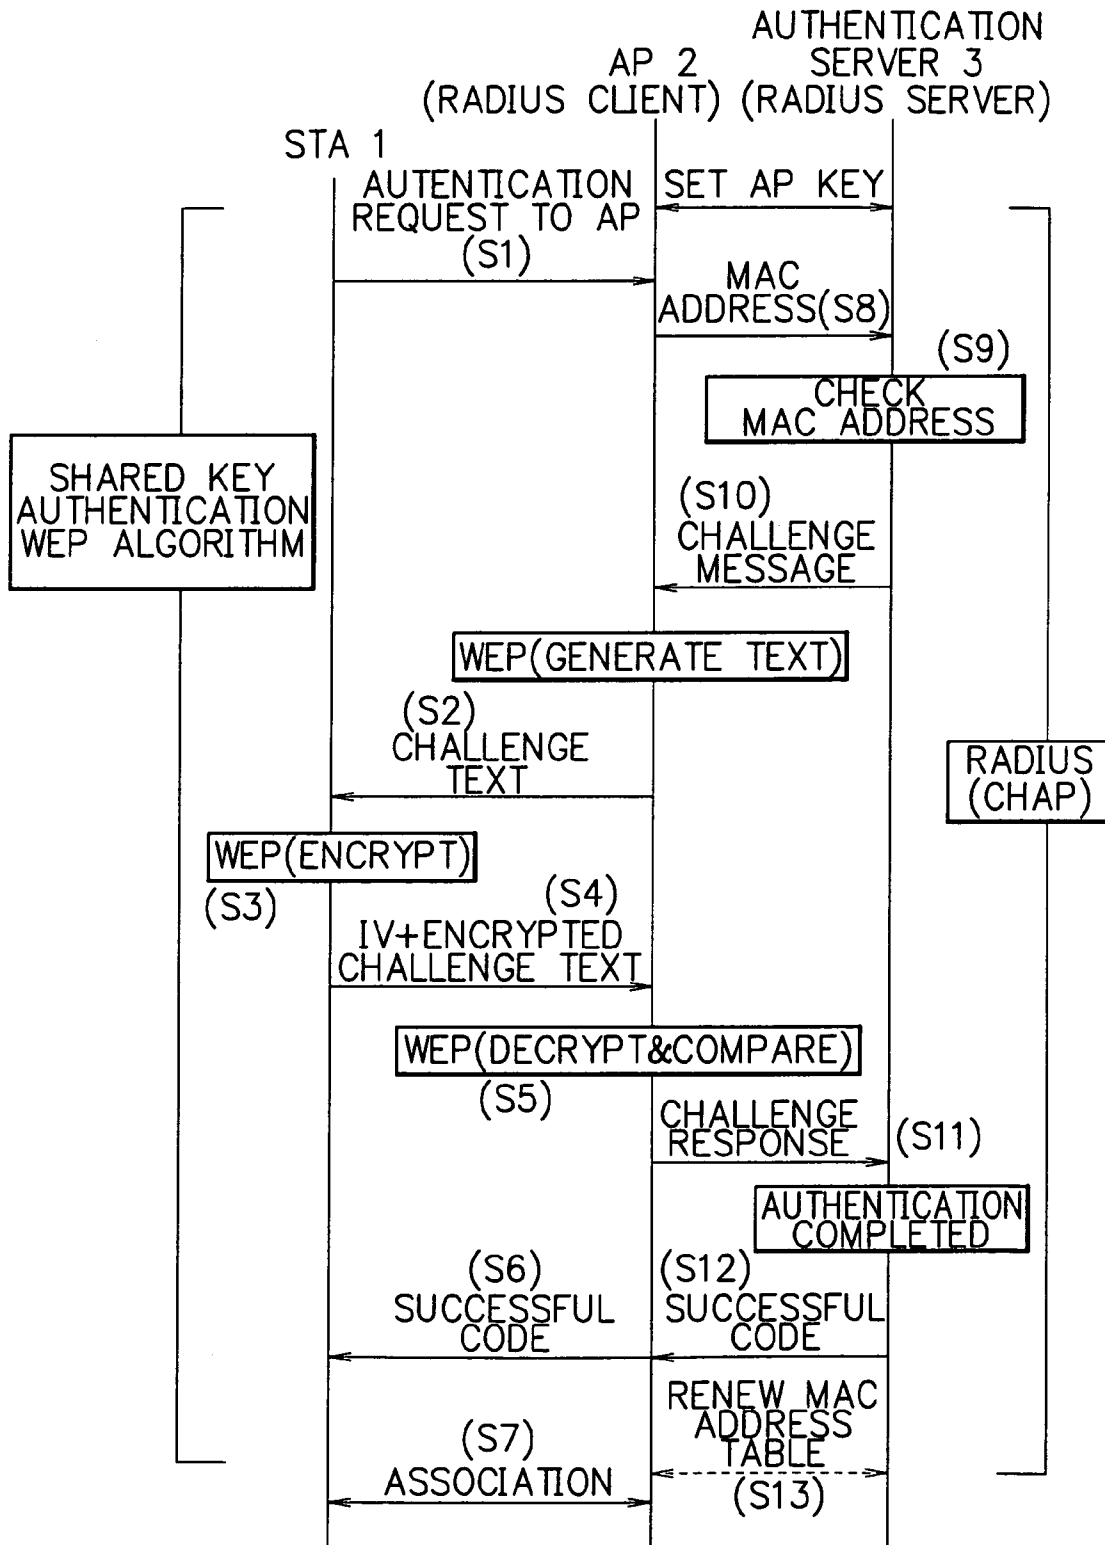 AUTHENTICATION
SERVER 3
(RADIUS SERVER)
AP 2
(RADIUS CLIENT)
STA 1
AUTENTICATION
REQUEST TO AP
(S1)
SET AP KEY
MAC
ADDRESS(S8)
(S9)
CHECK
MAC ADDRESS
SHARED KEY
AUTHENTICATION
WEP ALGORITHM
(S10)
CHALLENGE
MESSAGE
WEP(GENERATE TEXT)
(S2)
CHALLENGE
TEXT
RADIUS
(CHAP)
WEP(ENCRYPT)
(S3)
(S4)
IV+ENCRYPTED
CHALLENGE TEXT
WEP(DECRYPT&COMPARE)
(S5)
CHALLENGE
RESPONSE
(S11)
AUTHENTICATION
COMPLETED
(S6)
SUCCESSFUL
CODE
(S12)
SUCCESSFUL
CODE
RENEW MAC
ADDRESS
TABLE
(S13)
(S7)
ASSOCIATION